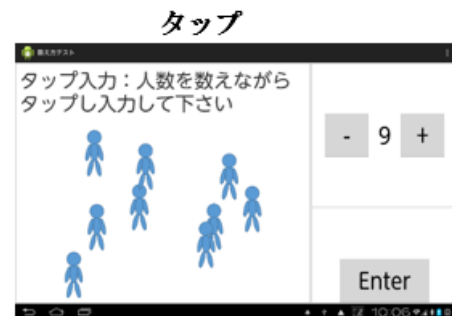 タップ
数え方テスト
タップ入力：人数を数えながら
タップし入力して下さい
- 9 +
Enter
10:06